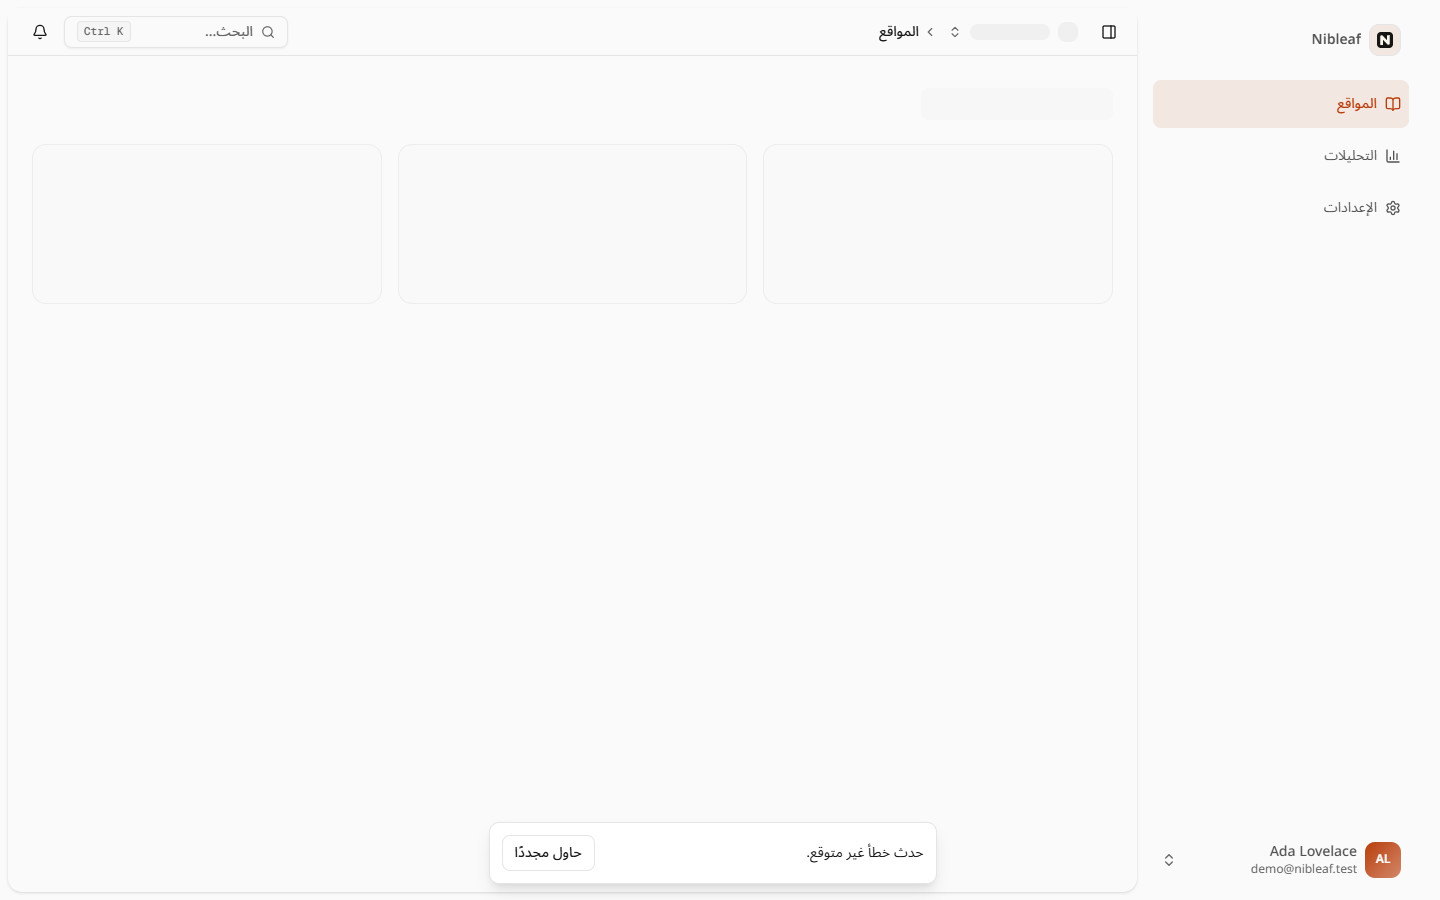 Nibleaf
المواقع
التحليلات
الإعدادات
Ada Lovelace
demo@nibleaf.test
AL
المواقع
البحث...
Ctrl K
حدث خطأ غير متوقع.
حاول مجددًا